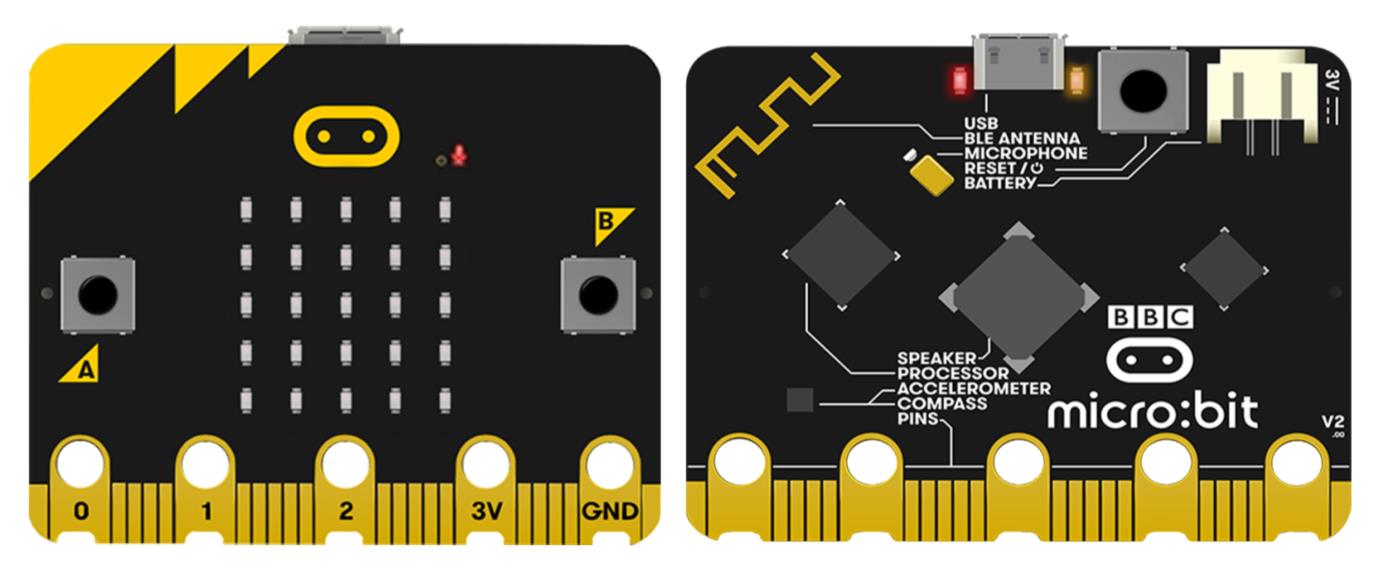 B
A
0 1 2 3V GND
3V
USB
BLE ANTENNA
MICROPHONE
RESET /⏻
BATTERY
BBC
micro:bit
SPEAKER
PROCESSOR
ACCELEROMETER
COMPASS
PINS
V2
.00